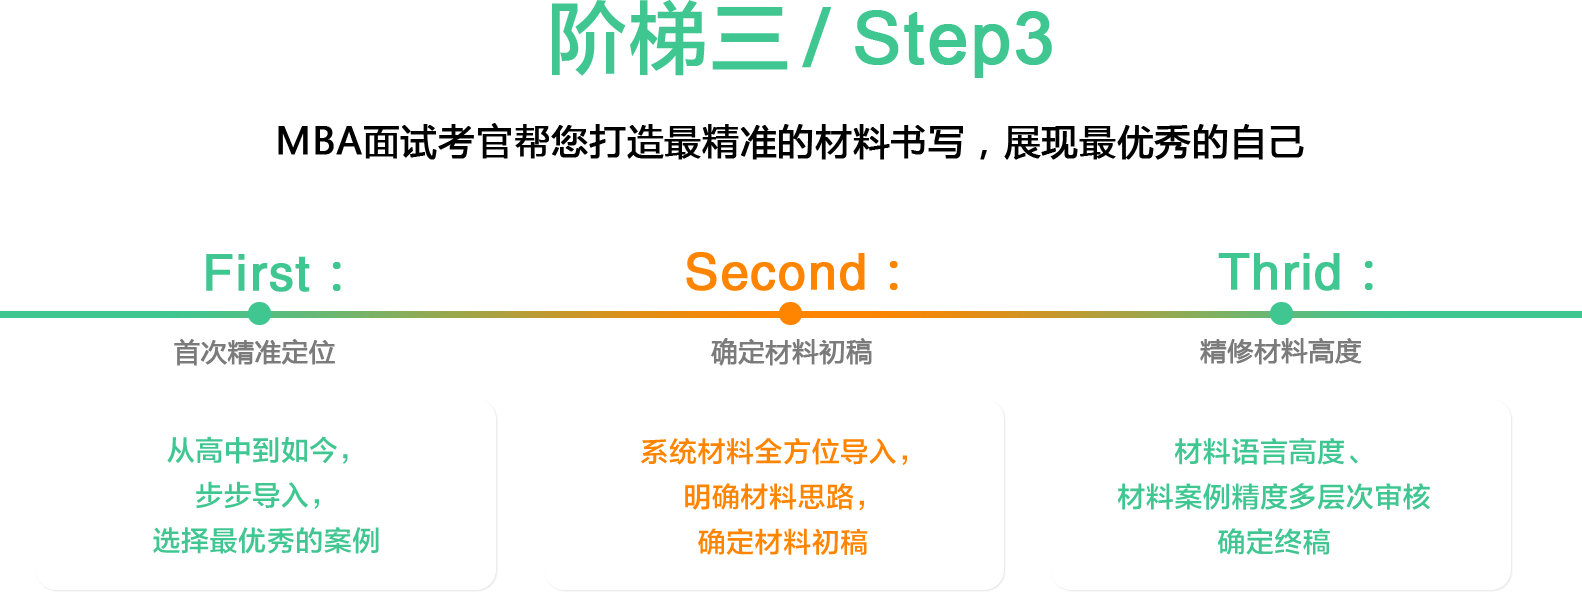 阶梯三 / Step3
MBA面试考官帮您打造最精准的材料书写，展现最优秀的自己
First：
Second：
Thrid：
首次精准定位
确定材料初稿
精修材料高度
从高中到如今，
步步导入，
选择最优秀的案例
系统材料全方位导入，
明确材料思路，
确定材料初稿
材料语言高度、
材料案例精度多层次审核
确定终稿